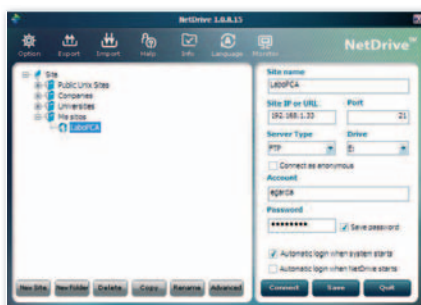 NetDrive 1.0.8.15
Option Export Import Help Info Language Monitor NetDrive™
Site
Public Unix Sites
Companies
Universities
My sites
LaboFCA
Site name
LaboFCA
Site IP or URL Port
192.168.1.33 21
Server Type Drive
FTP
Connect as anonymous
Account
egarcia
Password
Save password
Automatic login when system starts
Automatic login when NetDrive starts
New Site New Folder Delete Copy Rename Advanced
Connect Save Quit